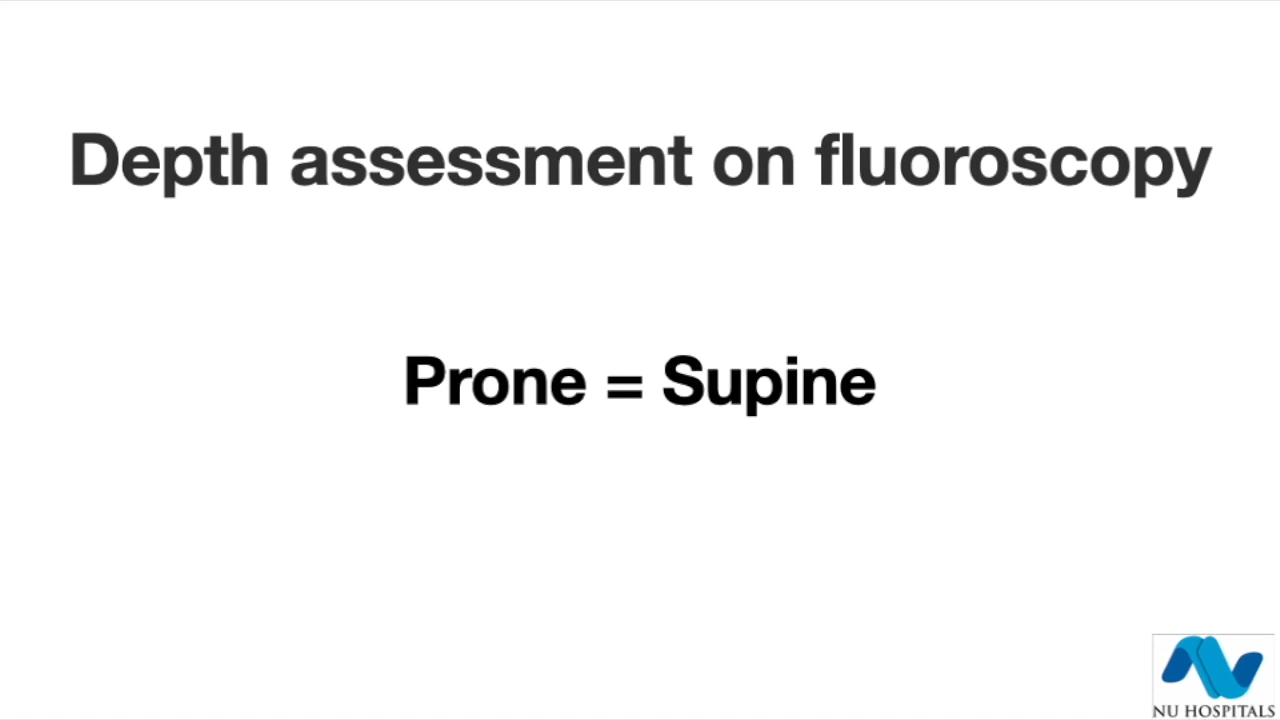 Depth assessment on fluoroscopy
Prone = Supine
NU HOSPITALS